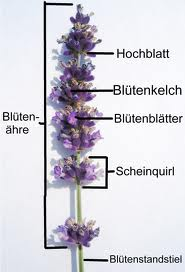 Hochblatt
Blütenkelch
Blüten-
ähre
Blütenblätter
Scheinquirl
Blütenstandstiel